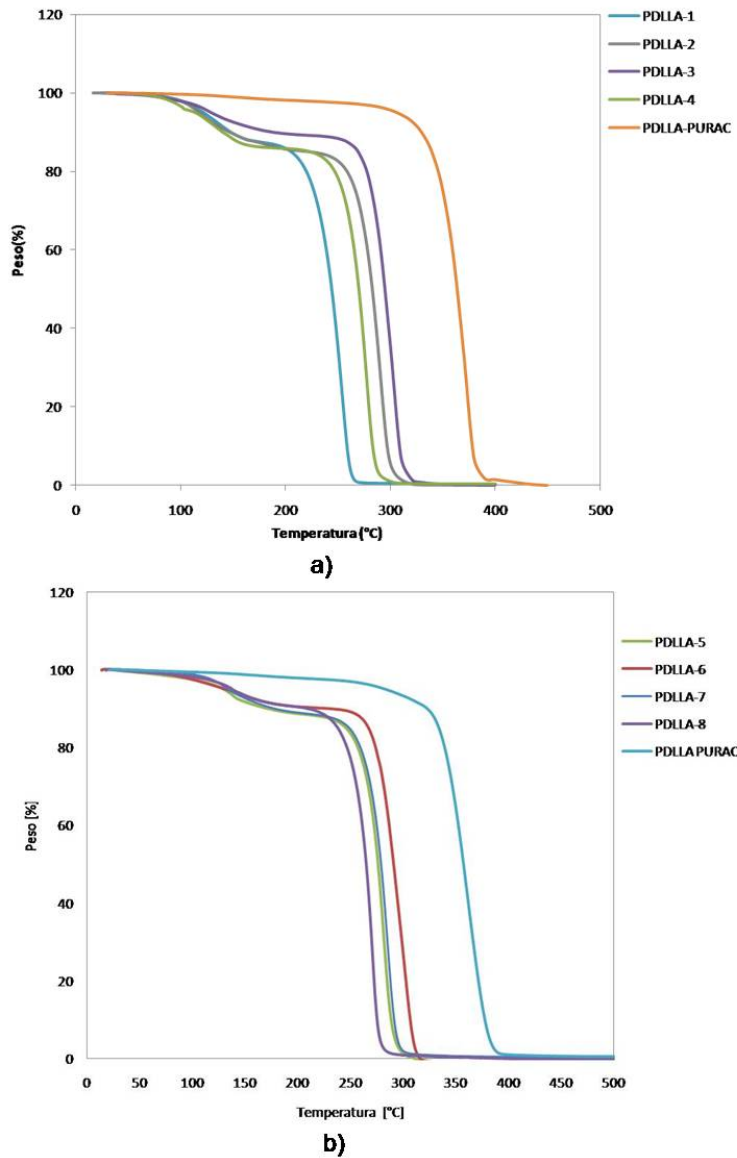 120
100
80
60
40
20
0
Peso(%)
0 100 200 300 400 500
Temperatura (°C)
PDLLA-1
PDLLA-2
PDLLA-3
PDLLA-4
PDLLA-PURAC
a)
120
100
80
60
40
20
0
Peso [%]
0 50 100 150 200 250 300 350 400 450 500
Temperatura [°C]
PDLLA-5
PDLLA-6
PDLLA-7
PDLLA-8
PDLLA PURAC
b)